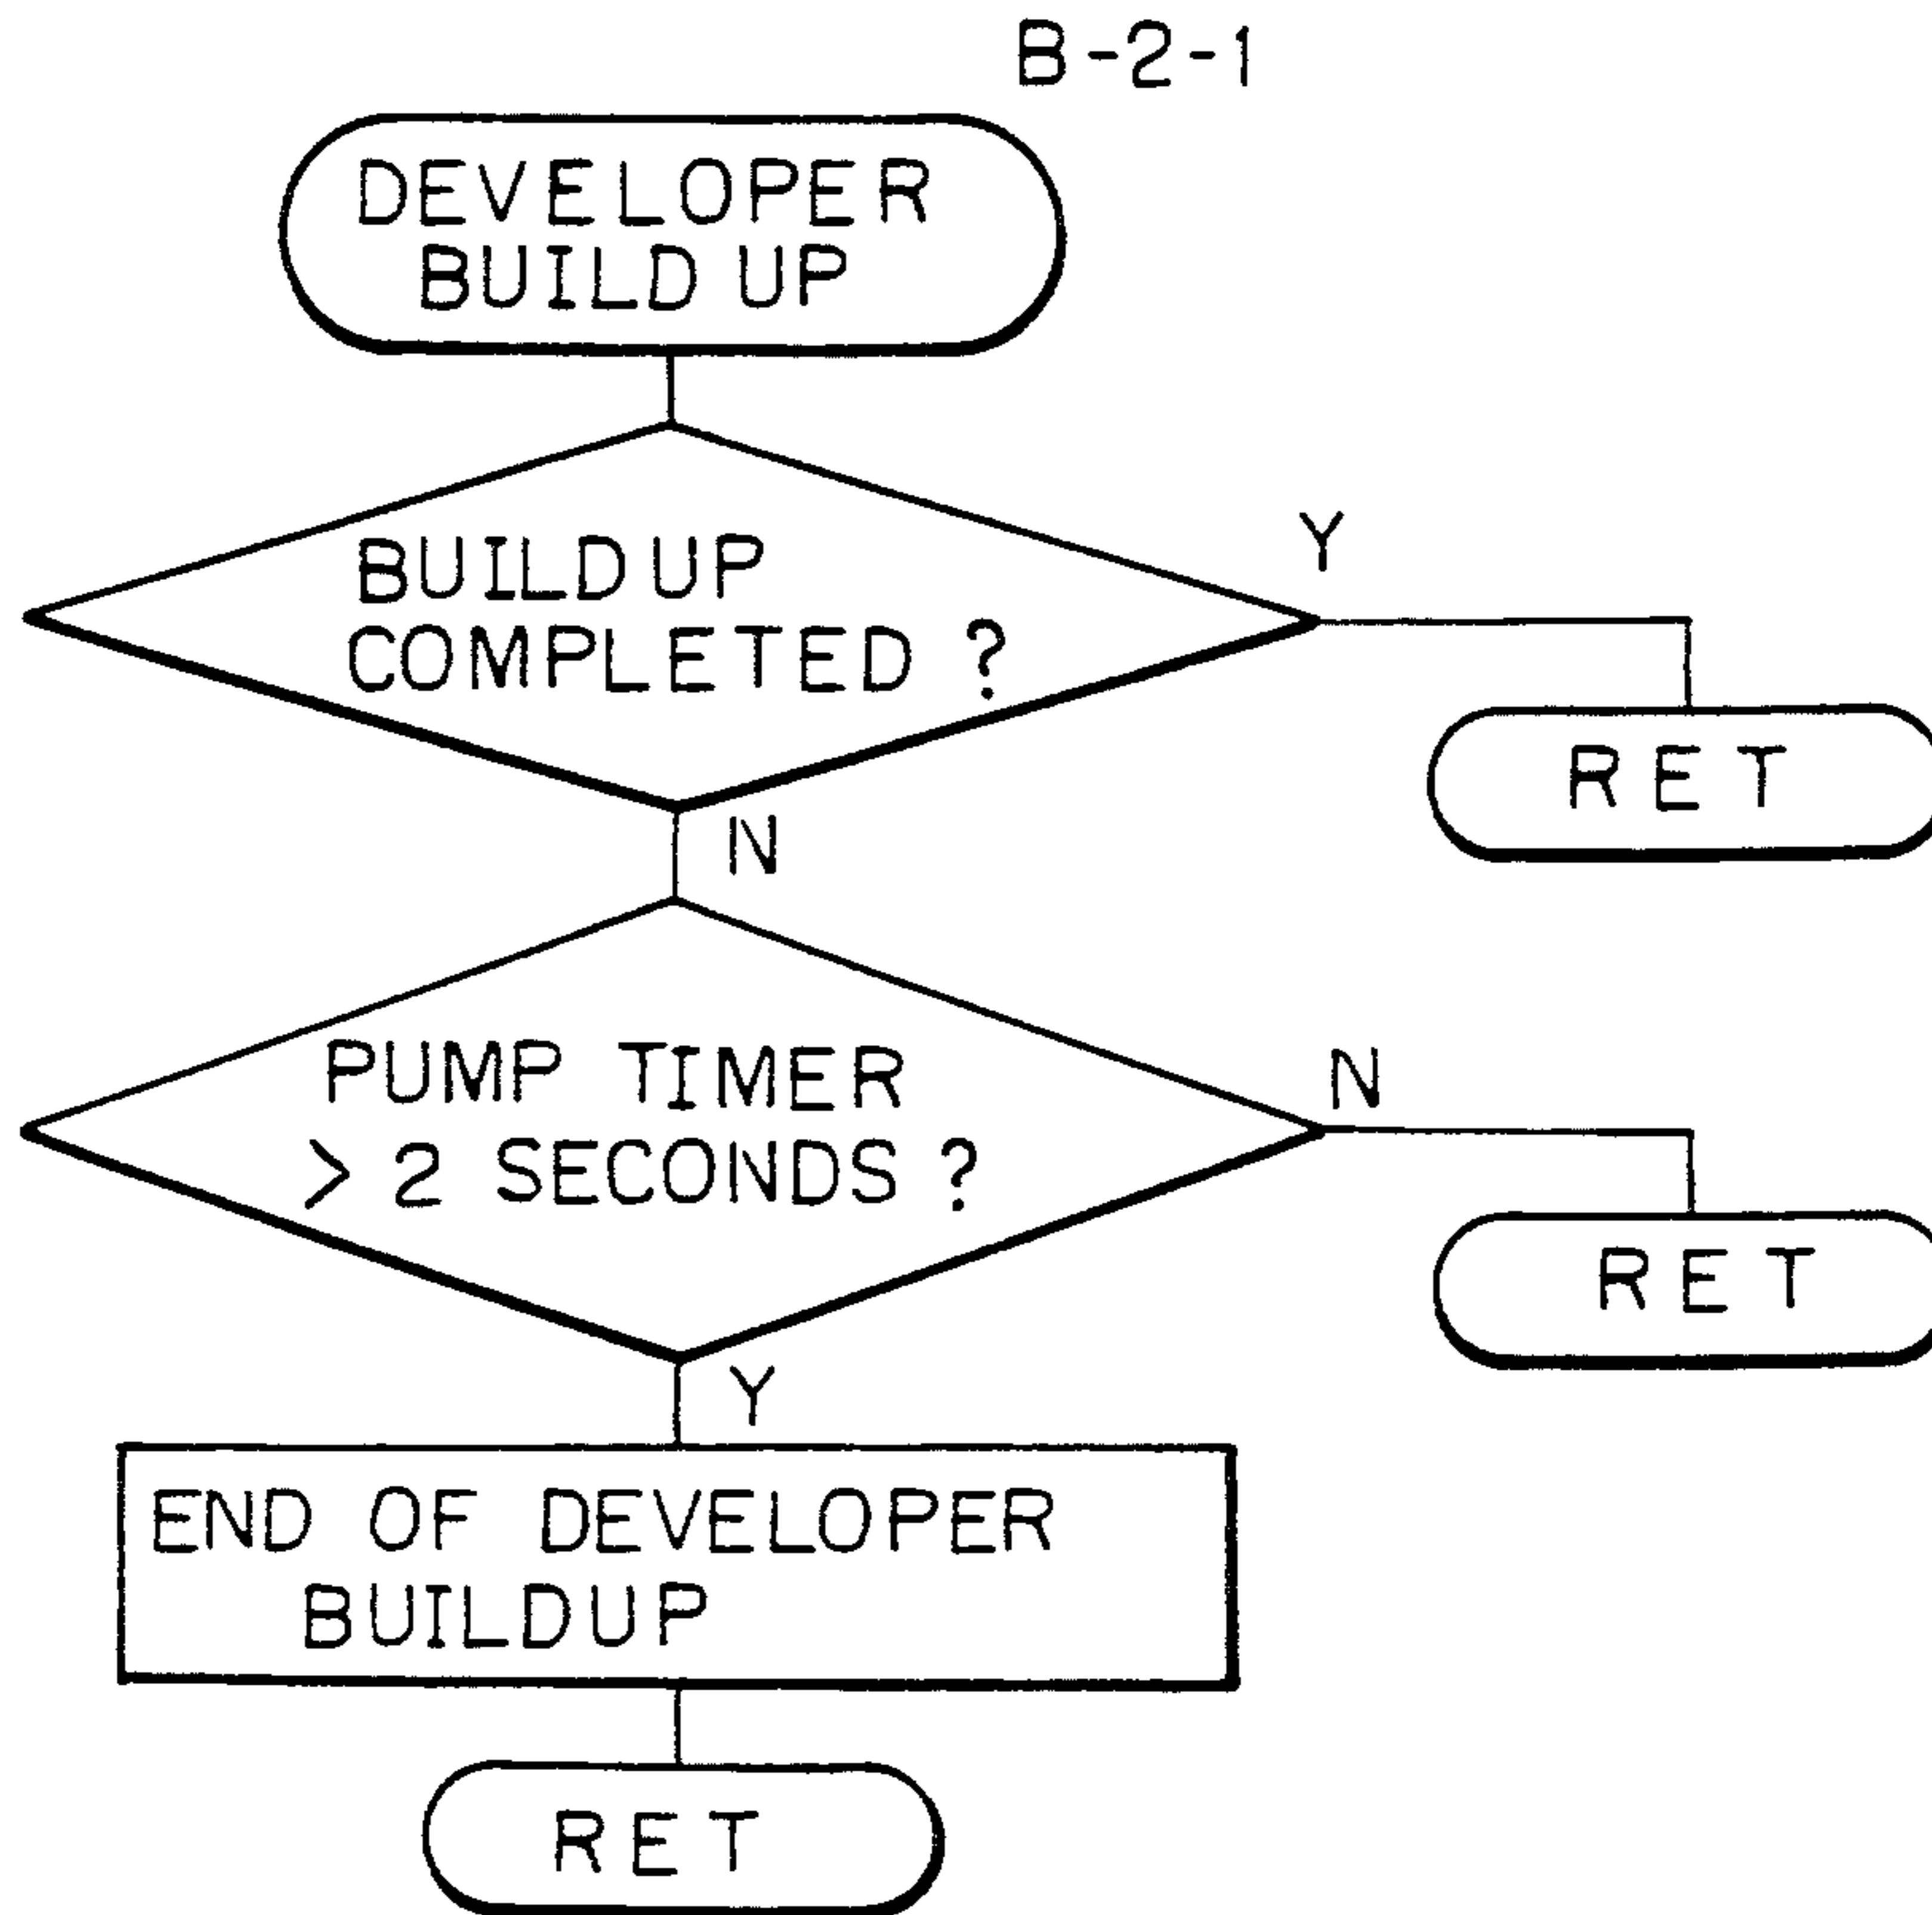 B-2-1
DEVELOPER
BUILD UP
BUILD UP
COMPLETED ?
Y
RET
N
PUMP TIMER
> 2 SECONDS ?
N
RET
Y
END OF DEVELOPER
BUILDUP
RET